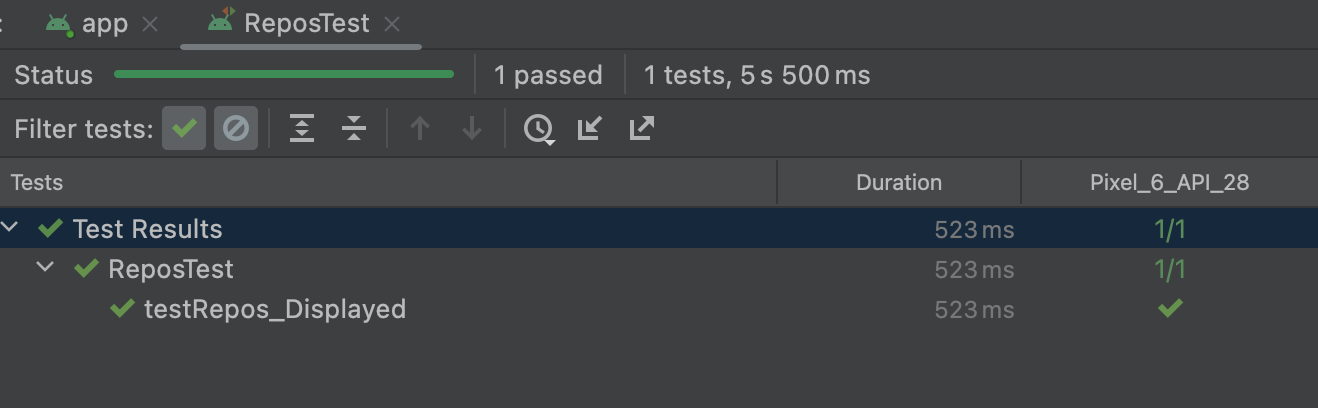 : app ReposTest
Status 1 passed 1 tests, 5 s 500 ms
Filter tests:
Tests Duration Pixel_6_API_28
Test Results 523 ms 1/1
ReposTest 523 ms 1/1
testRepos_Displayed 523 ms